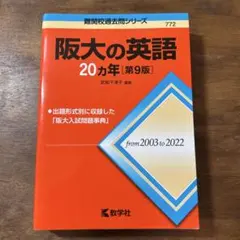 難関校過去問シリーズ
772
阪大の英語
20カ年[第9版]
●出題形式別に収録した
「阪大入試問題事典」
from 2003 to 2022
数学社